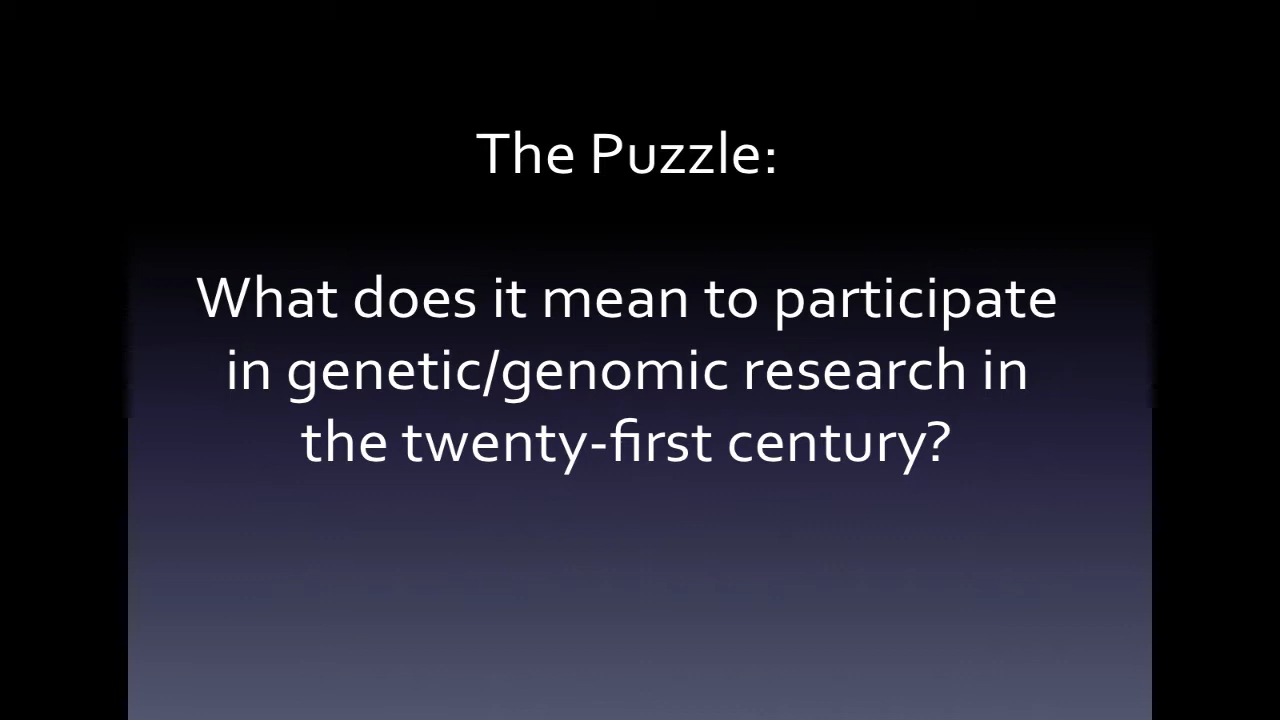 The Puzzle:
What does it mean to participate
in genetic/genomic research in
the twenty-first century?